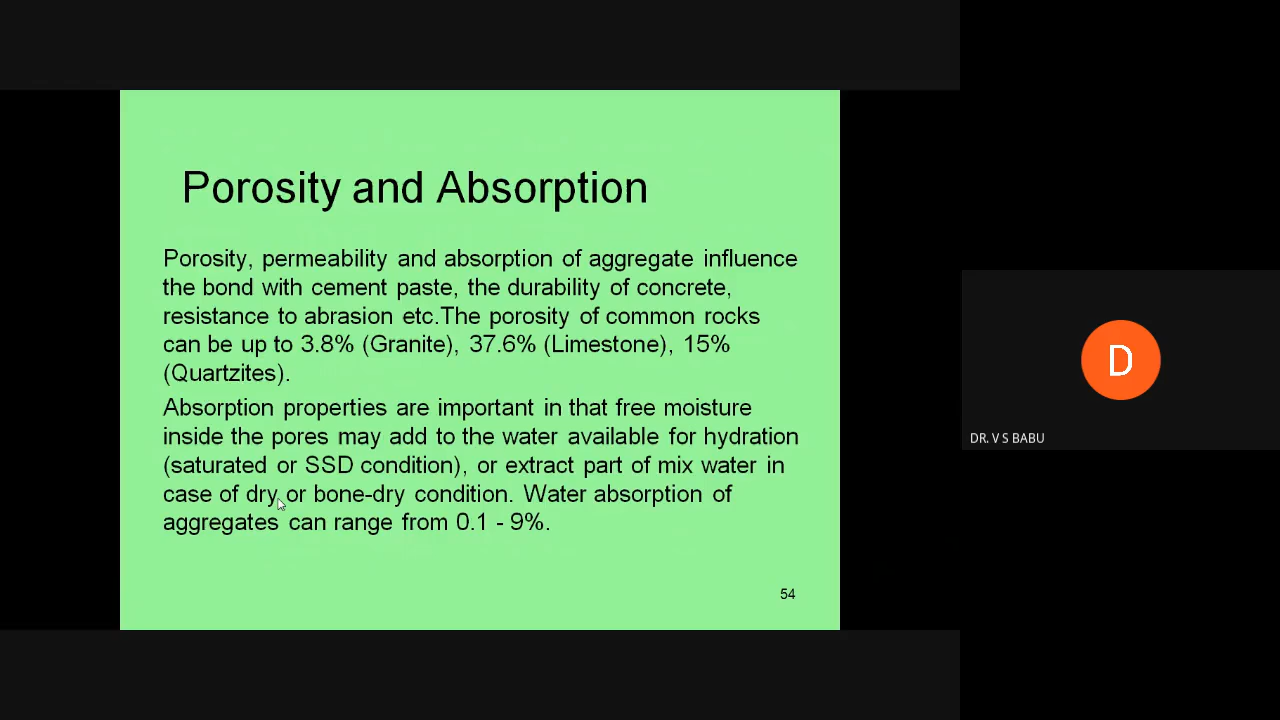 Porosity and Absorption
Porosity, permeability and absorption of aggregate influence
the bond with cement paste, the durability of concrete,
resistance to abrasion etc.The porosity of common rocks
can be up to 3.8% (Granite), 37.6% (Limestone), 15%
(Quartzites).
Absorption properties are important in that free moisture
inside the pores may add to the water available for hydration
(saturated or SSD condition), or extract part of mix water in
case of dry or bone-dry condition. Water absorption of
aggregates can range from 0.1 - 9%.
54
D
DR. V S BABU